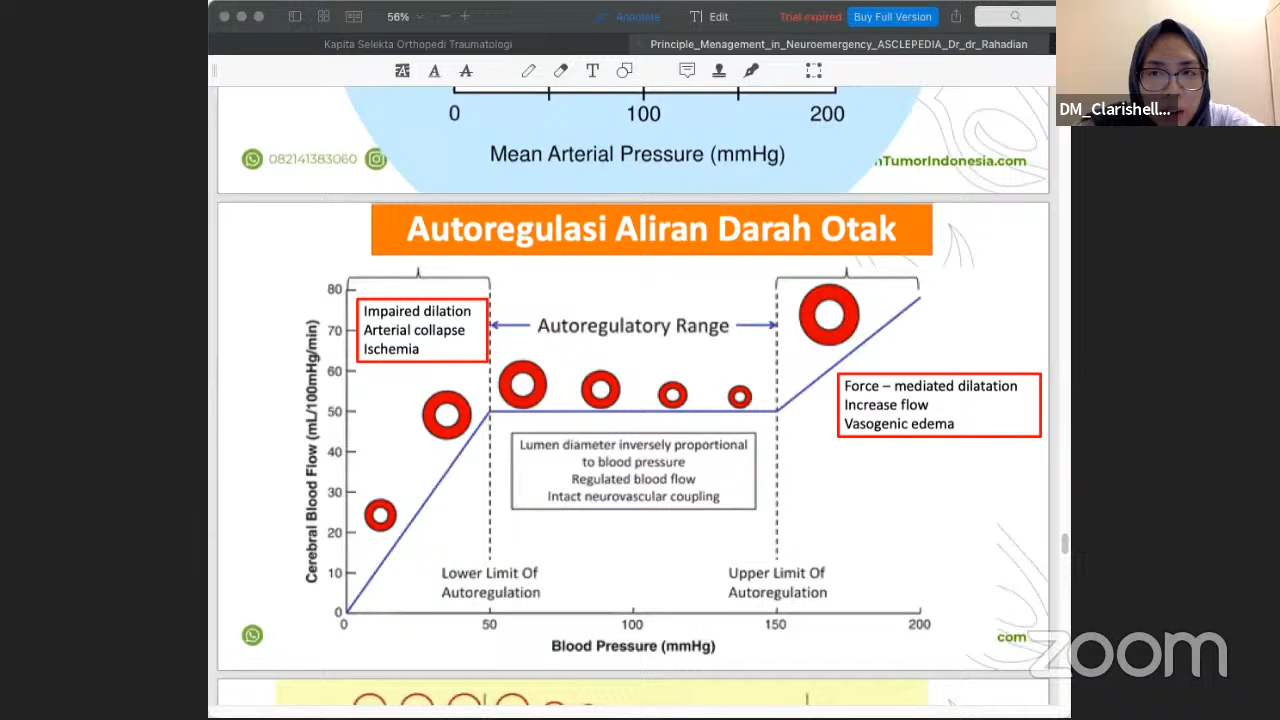 56%
Annotate
T Edit
Trial expired
Buy Full Version
Kapita Selekta Orthopedi Traumatologi
Principle_Menagement_in_Neuroemergency_ASCLEPEDIA_Dr_dr_Rahadian
DM_Clarishell...
0 100 200
Mean Arterial Pressure (mmHg)
082141383060
nTumorIndonesia.com
Autoregulasi Aliran Darah Otak
80
70
60
50
40
30
20
10
0
Cerebral Blood Flow (mL/100mHg/min)
Impaired dilation
Arterial collapse
Ischemia
Autoregulatory Range
Force – mediated dilatation
Increase flow
Vasogenic edema
Lumen diameter inversely proportional
to blood pressure
Regulated blood flow
Intact neurovascular coupling
Lower Limit Of
Autoregulation
Upper Limit Of
Autoregulation
0 50 100 150 200
Blood Pressure (mmHg)
com
zoom